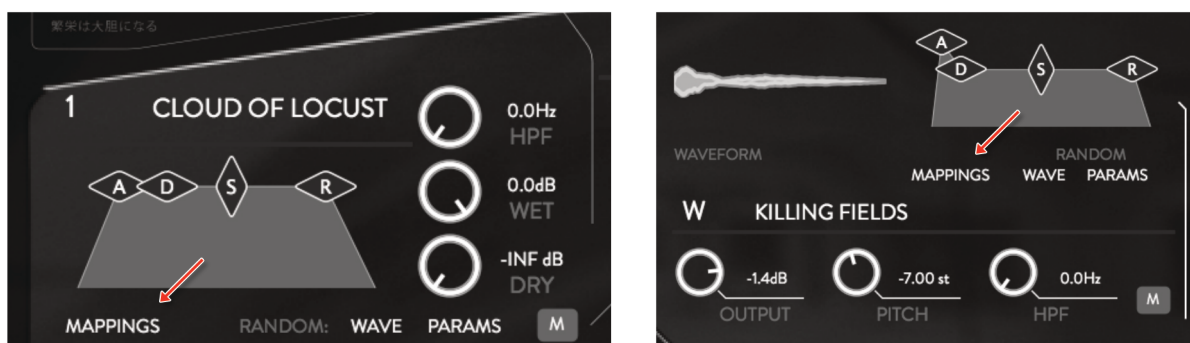 繁栄は大胆になる
1 CLOUD OF LOCUST
0.0Hz
HPF
A D S R
0.0dB
WET
-INF dB
DRY
MAPPINGS RANDOM: WAVE PARAMS M
A
D S R
WAVEFORM
RANDOM
MAPPINGS WAVE PARAMS
W KILLING FIELDS
-1.4dB -7.00 st 0.0Hz
OUTPUT PITCH HPF
M